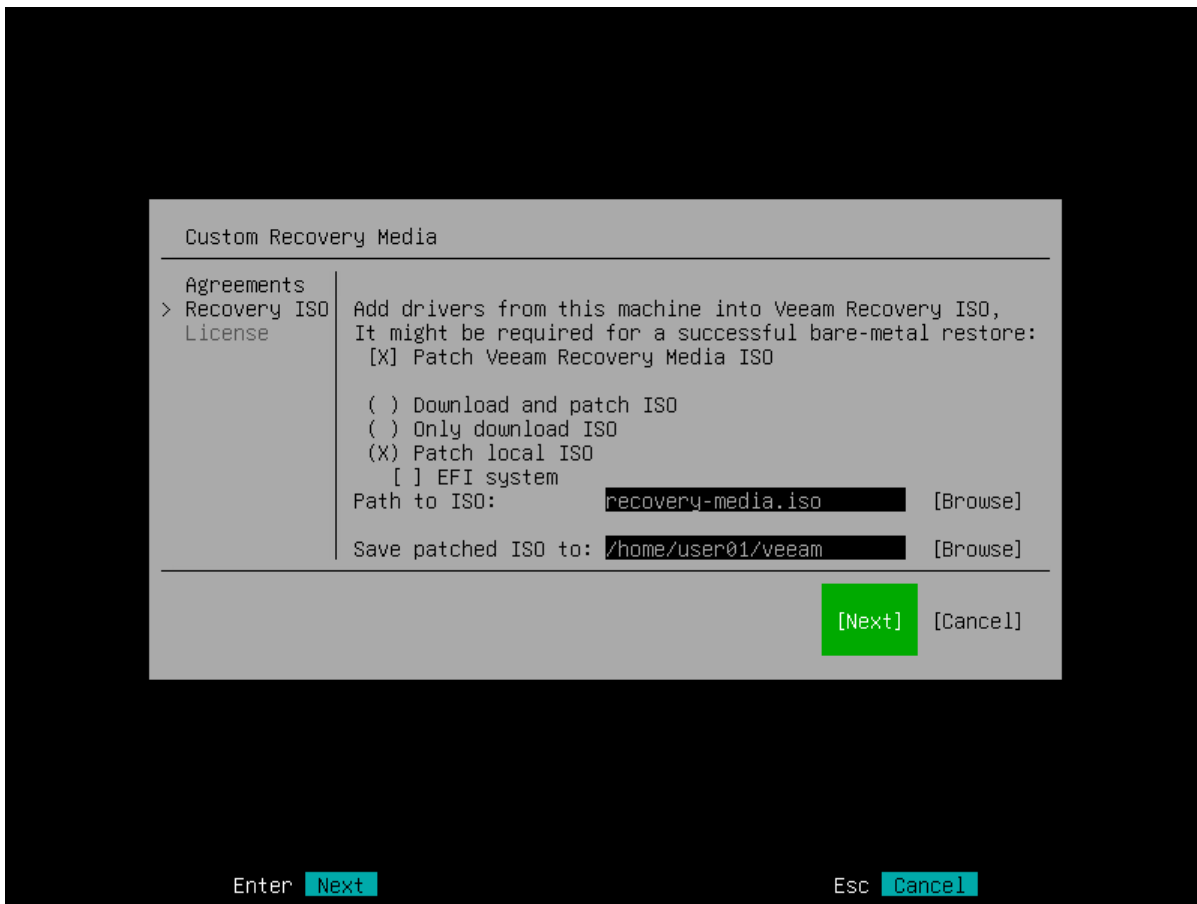 Custom Recovery Media
Agreements
> Recovery ISO
License
Add drivers from this machine into Veeam Recovery ISO,
It might be required for a successful bare-metal restore:
[X] Patch Veeam Recovery Media ISO
( ) Download and patch ISO
( ) Only download ISO
(X) Patch local ISO
[ ] EFI system
Path to ISO: recovery-media.iso [Browse]
Save patched ISO to: /home/user01/veeam [Browse]
[Next] [Cancel]
Enter Next Esc Cancel